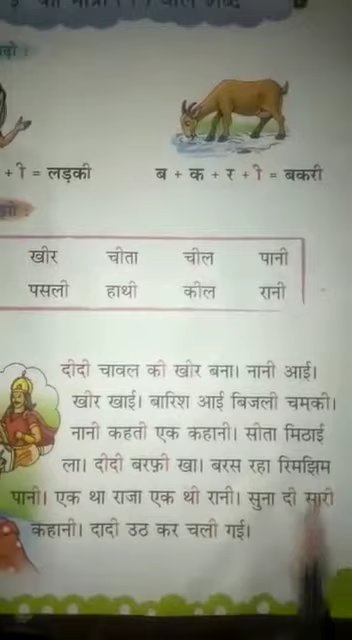 की मात्रा ( ी ) वाले शब्द
+ ी = लड़की
ब + क + र + ी = बकरी
खीर चीता चील पानी
पसली हाथी कील रानी
दीदी चावल की खीर बना। नानी आई।
खीर खाई। बारिश आई बिजली चमकी।
नानी कहती एक कहानी। सीता मिठाई
ला। दीदी बरफ़ी खा। बरस रहा रिमझिम
पानी। एक था राजा एक थी रानी। सुना दी सारी
कहानी। दादी उठ कर चली गई।